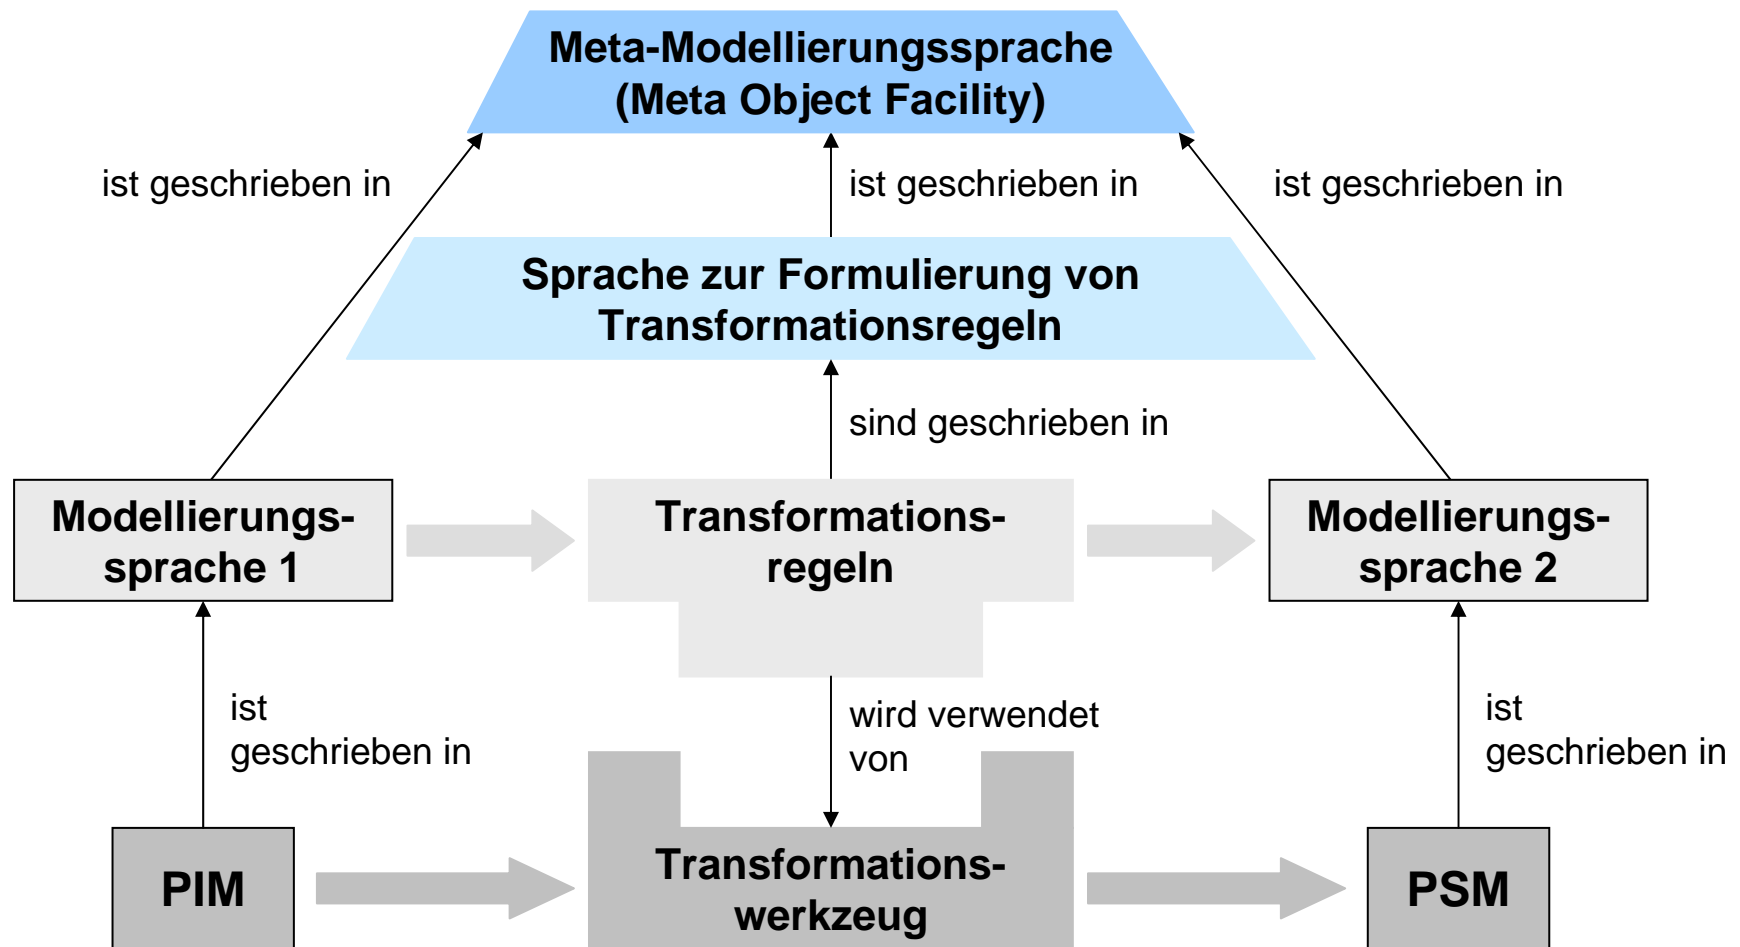 Meta-Modellierungssprache
(Meta Object Facility)
ist geschrieben in
ist geschrieben in
ist geschrieben in
Sprache zur Formulierung von
Transformationsregeln
sind geschrieben in
Modellierungs-
sprache 1
Transformations-
regeln
Modellierungs-
sprache 2
ist
geschrieben in
wird verwendet
von
ist
geschrieben in
PIM
Transformations-
werkzeug
PSM